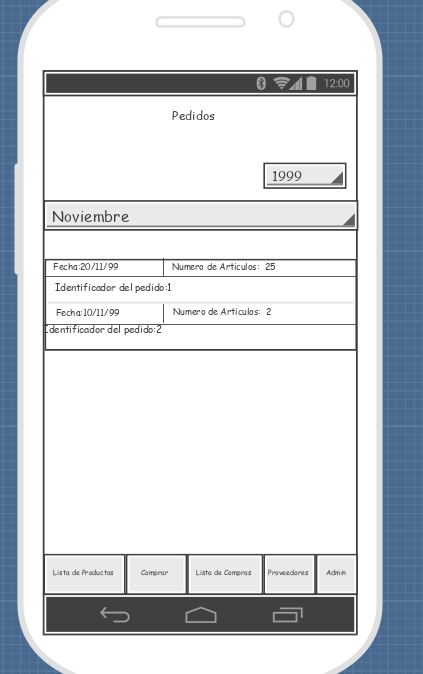 12:00
Pedidos
1999
Noviembre
Fecha:20/11/99 Numero de Articulos: 25
Identificador del pedido:1
Fecha:10/11/99 Numero de Articulos: 2
Identificador del pedido:2
Lista de Productos Comprar Lista de Compras Proveedores Admin